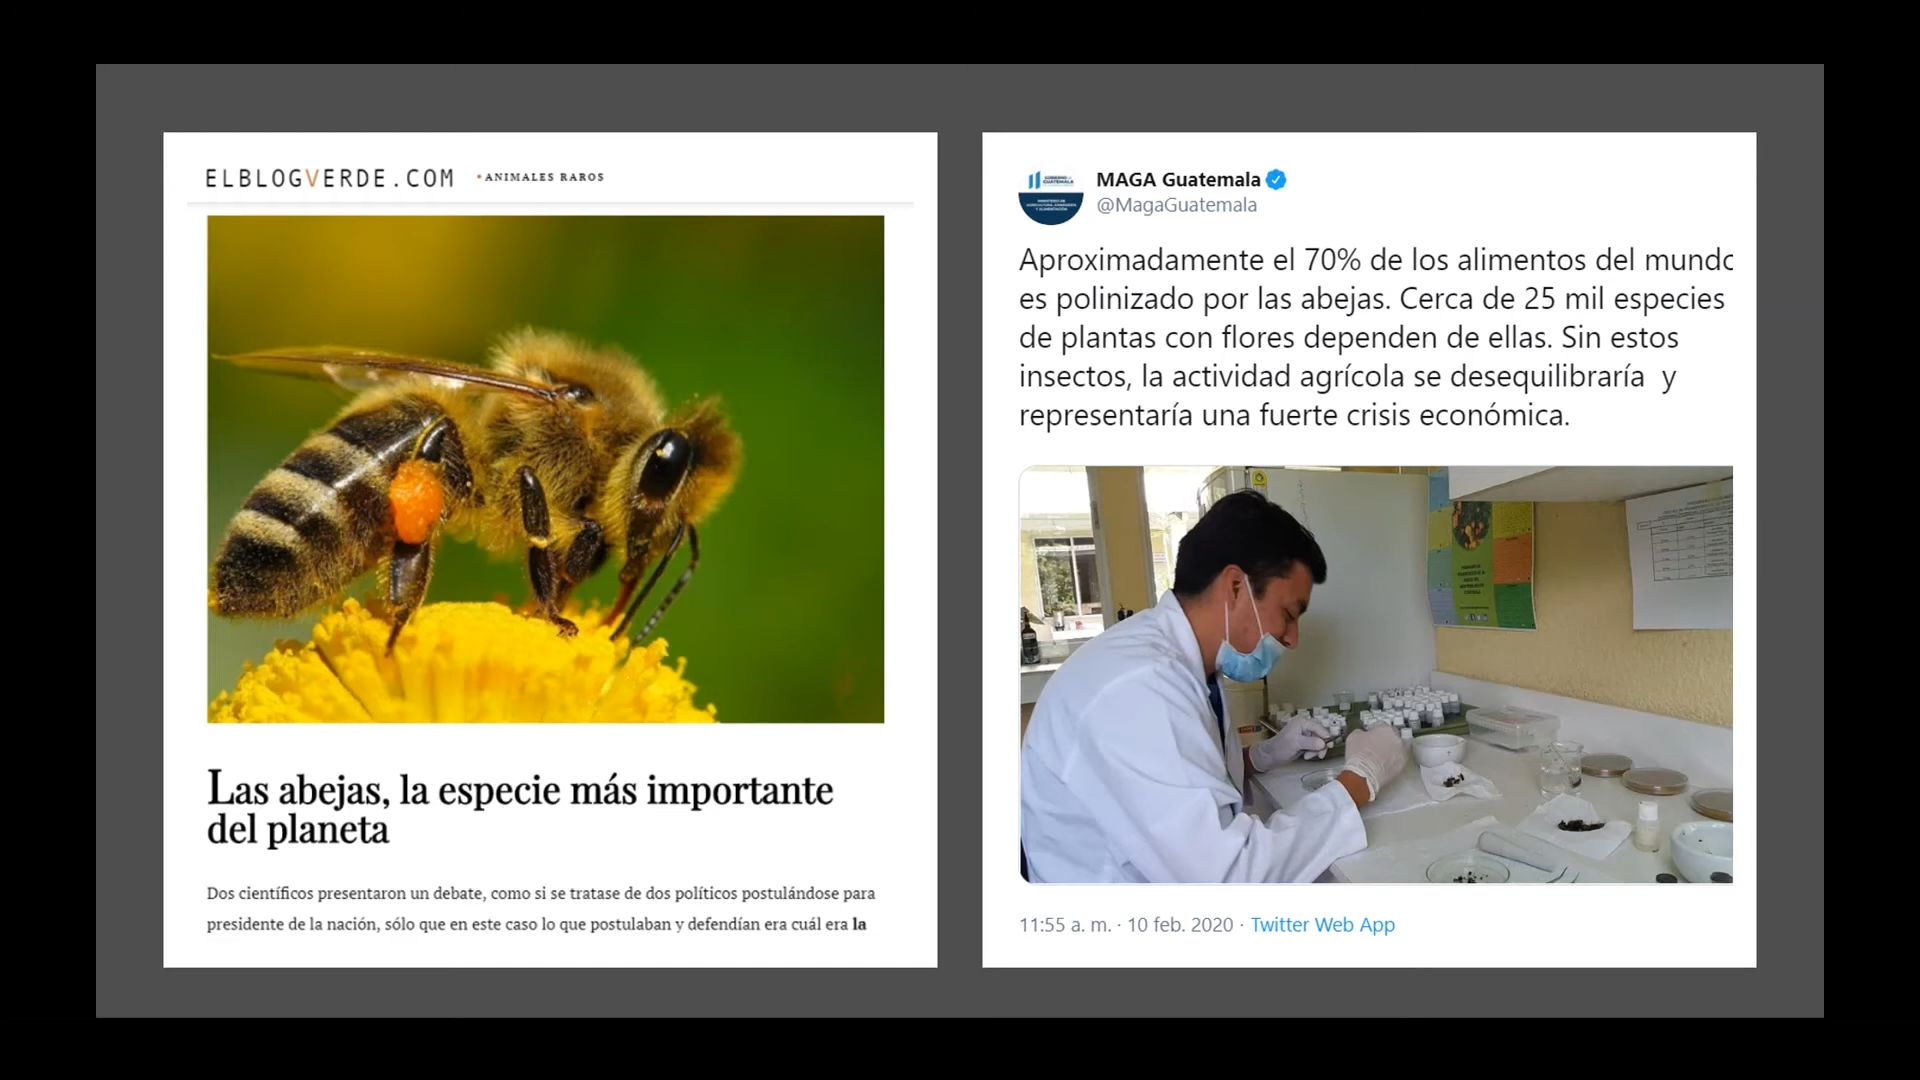 ELBLOGVERDE.COM
• ANIMALES RAROS
Las abejas, la especie más importante
del planeta
Dos científicos presentaron un debate, como si se tratase de dos políticos postulándose para
presidente de la nación, sólo que en este caso lo que postulaban y defendían era cuál era la
MAGA Guatemala
@MagaGuatemala
Aproximadamente el 70% de los alimentos del mundo
es polinizado por las abejas. Cerca de 25 mil especies
de plantas con flores dependen de ellas. Sin estos
insectos, la actividad agrícola se desequilibraría y
representaría una fuerte crisis económica.
11:55 a. m. · 10 feb. 2020 · Twitter Web App